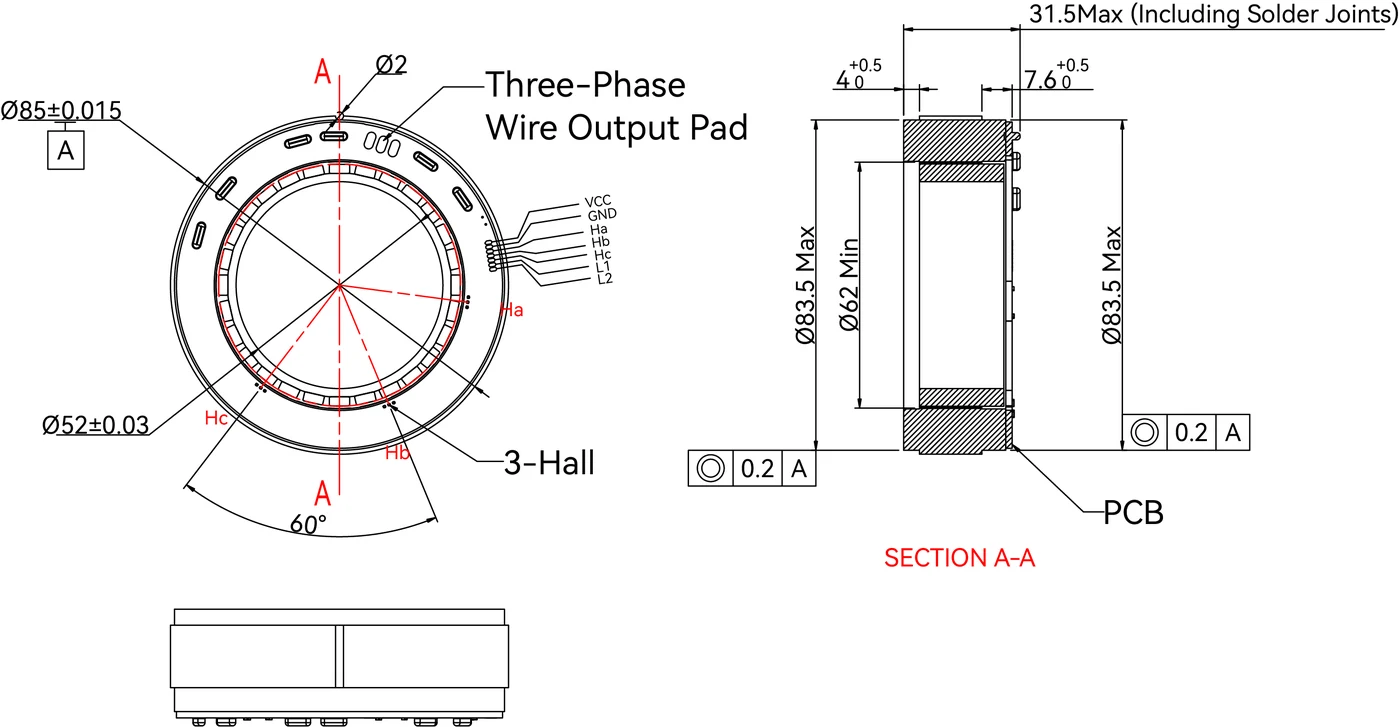 31.5Max (Including Solder Joints)
A
Ø2
Three-Phase
Wire Output Pad
Ø85±0.015
A
4 +0.5 0
7.6 +0.5 0
VCC
GND
Ha
Hb
Hc
L1
L2
Ha
Ø83.5 Max
Ø62 Min
Ø83.5 Max
Hc
Ø52±0.03
Hb
3-Hall
A
60°
◎ 0.2 A
◎ 0.2 A
PCB
SECTION A-A